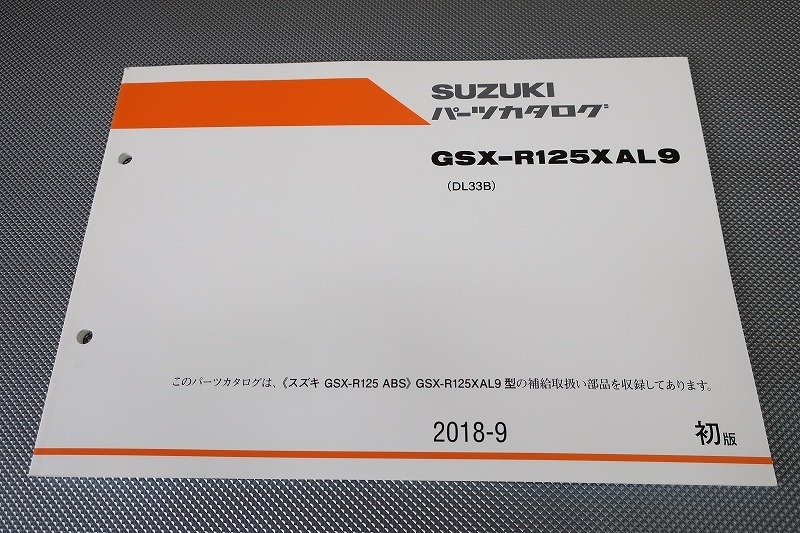 SUZUKI
パーツカタログ
GSX-R125XAL9
(DL33B)
このパーツカタログは、《スズキ GSX-R125 ABS》GSX-R125XAL9 型の補給取扱い部品を収録してあります。
2018-9 初版